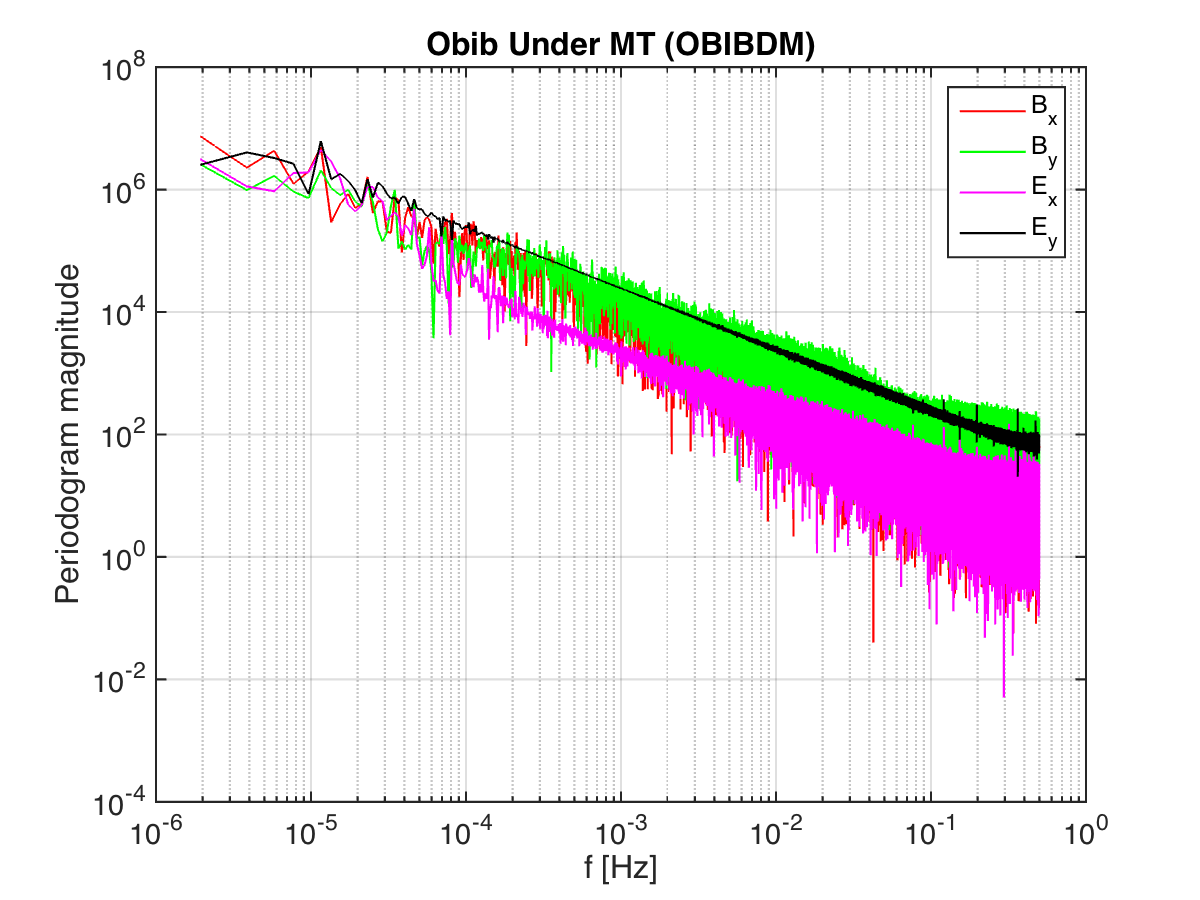 Obib Under MT (OBIBDM)
10^8
10^6
10^4
10^2
10^0
10^-2
10^-4
Periodogram magnitude
B_x
B_y
E_x
E_y
10^-6 10^-5 10^-4 10^-3 10^-2 10^-1 10^0
f [Hz]